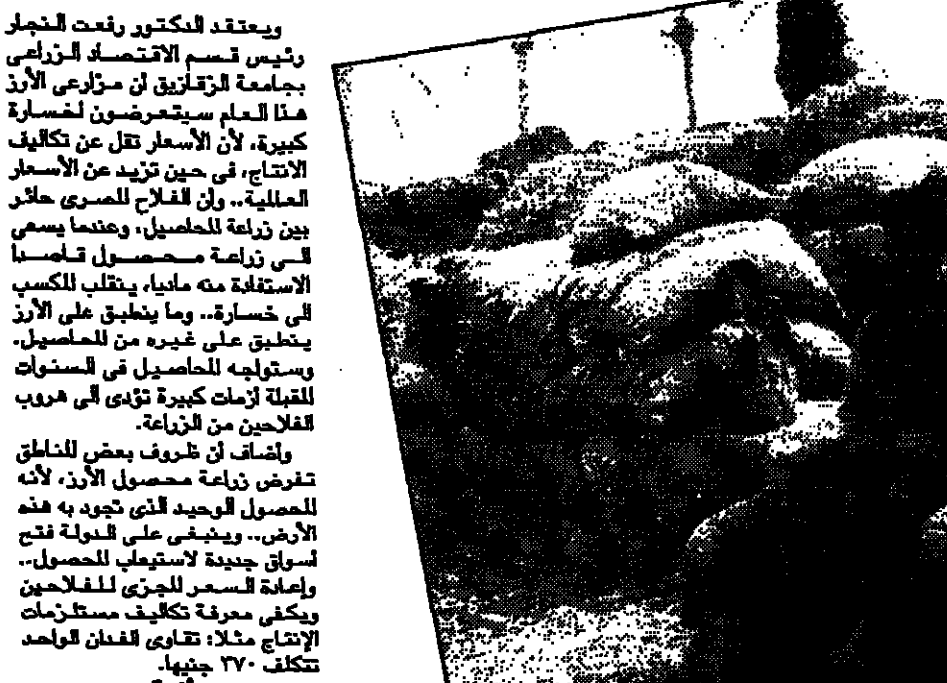 ويعتقد الدكتور رفعت النجار
رئيس قسم الاقتصاد الزراعى
بجامعة الزقازيق أن مزارعى الأرز
هذا العام سيتعرضون لخسارة
كبيرة، لأن الأسعار تقل عن تكاليف
الانتاج، فى حين تزيد عن الأسعار
العالمية.. وإن الفلاح المصرى حائر
بين زراعة المحاصيل، وعندما يسعى
الى زراعة محصول قاصدا
الاستفادة منه ماديا، ينقلب المكسب
الى خسارة.. وما ينطبق على الأرز
ينطبق على غيره من المحاصيل.
وستواجه المحاصيل فى السنوات
المقبلة أزمات كبيرة تؤدى الى هروب
الفلاحين من الزراعة.
وأضاف أن ظروف بعض المناطق
تفرض زراعة محصول الأرز، لأنه
المحصول الوحيد الذى تجود به هذه
الأرض.. وينبغى على الدولة فتح
أسواق جديدة لاستيعاب المحصول..
وإعادة السعر المجزى للفلاحين
ويكفى معرفة تكاليف مستلزمات
الإنتاج مثلا: تقاوى الفدان الواحد
تتكلف ٣٧٠ جنيها.